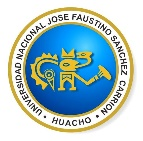 UNIVERSIDAD NACIONAL JOSE FAUSTINO SANCHEZ CARRION
• HUACHO •